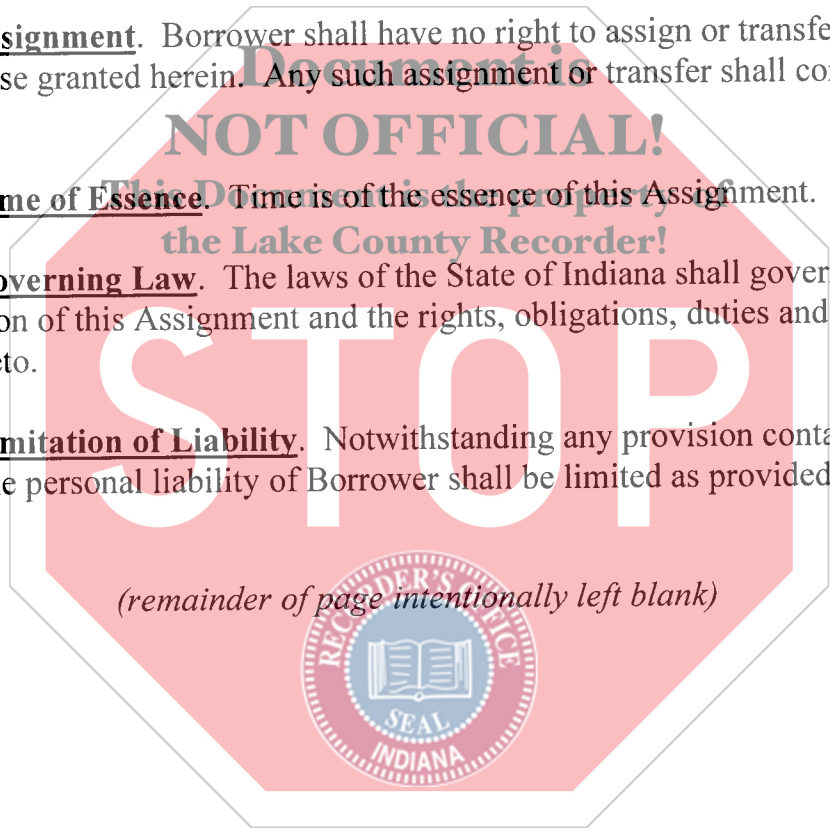 signment. Borrower shall have no right to assign or transfe
se granted herein. Any such assignment or transfer shall co
Document is
NOT OFFICIAL!
This Document is the property of
the Lake County Recorder!
me of Essence. Time is of the essence of this Assignment.
overning Law. The laws of the State of Indiana shall gover
on of this Assignment and the rights, obligations, duties and
eto.
STOP
mitation of Liability. Notwithstanding any provision conta
e personal liability of Borrower shall be limited as provided
(remainder of page intentionally left blank)
RECORDER'S OFFICE
SEAL
INDIANA